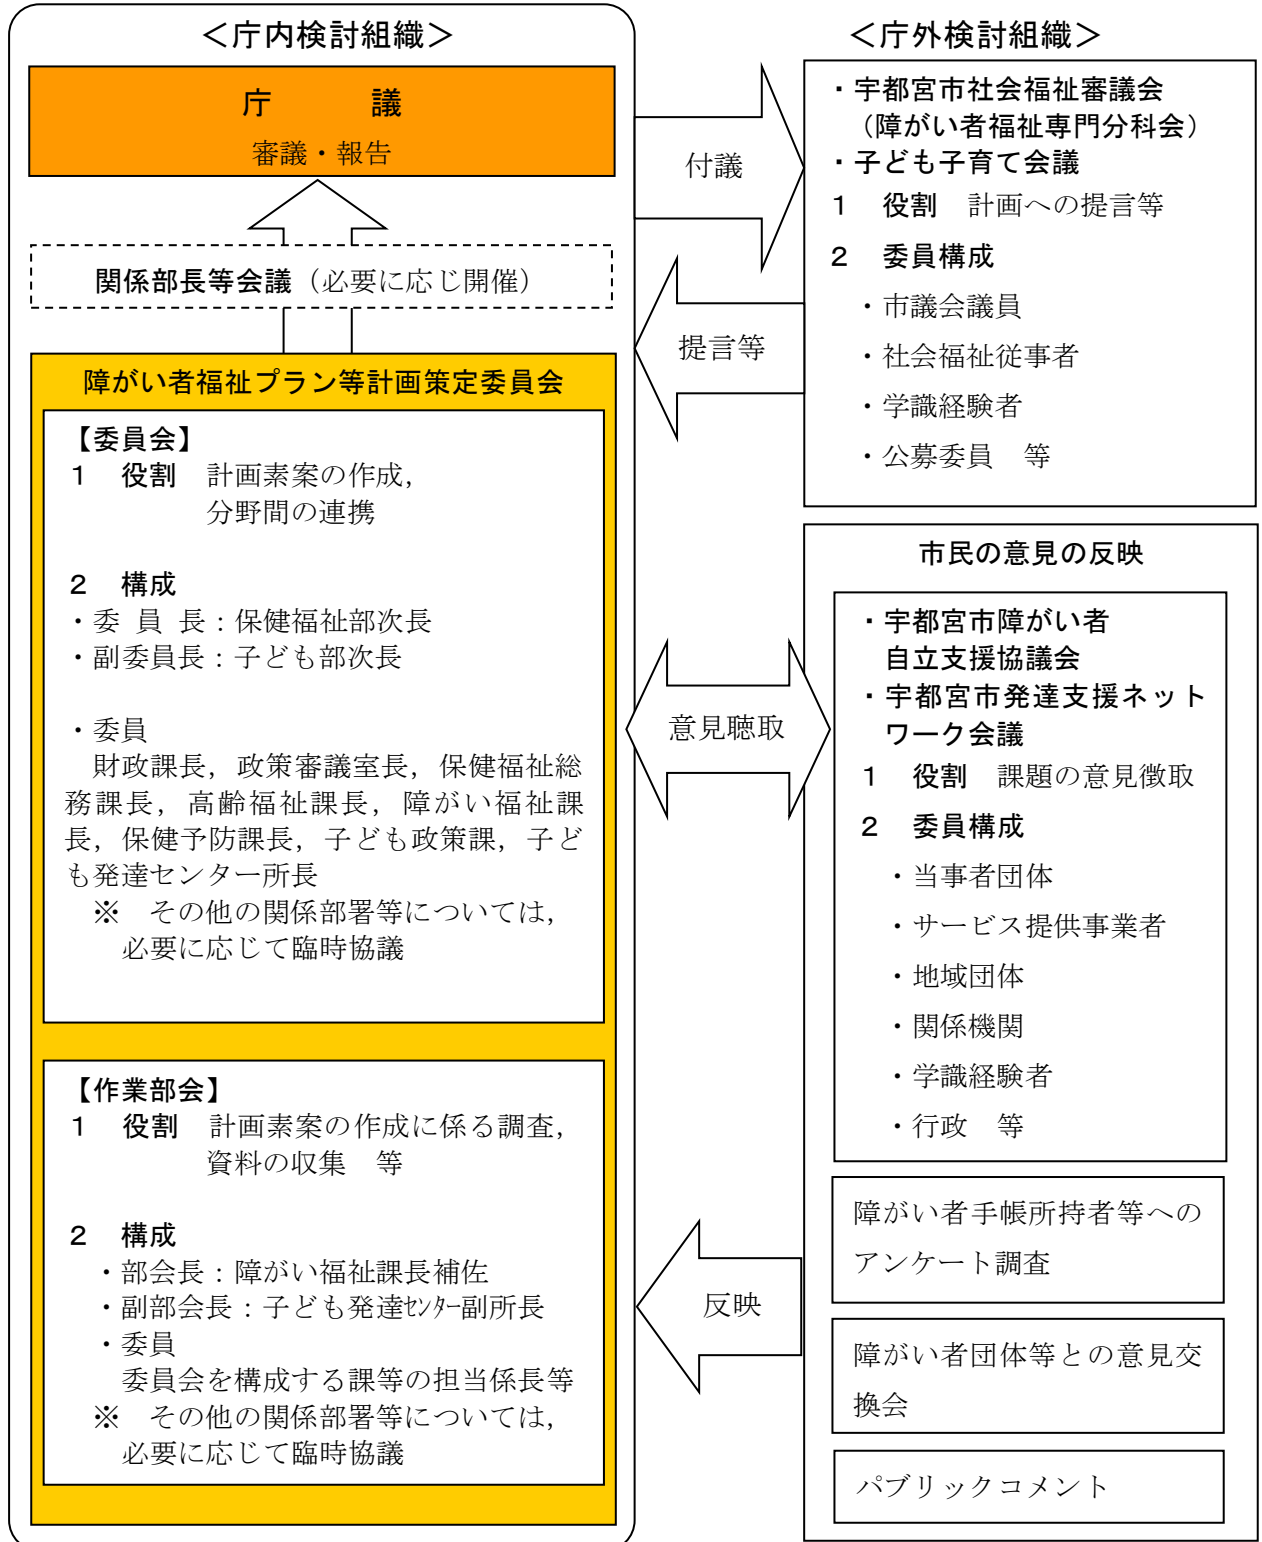 ＜庁内検討組織＞
庁　　　議
審議・報告
関係部長等会議（必要に応じ開催）
障がい者福祉プラン等計画策定委員会
【委員会】
１　役割　計画素案の作成，
分野間の連携
２　構成
・委 員 長：保健福祉部次長
・副委員長：子ども部次長
・委員
財政課長，政策審議室長，保健福祉総
務課長，高齢福祉課長，障がい福祉課
長，保健予防課長，子ども政策課，子ど
も発達センター所長
※　その他の関係部署等については，
必要に応じて臨時協議
【作業部会】
１　役割　計画素案の作成に係る調査，
資料の収集　等
２　構成
・部会長：障がい福祉課長補佐
・副部会長：子ども発達ｾﾝﾀｰ副所長
・委員
委員会を構成する課等の担当係長等
※　その他の関係部署等については，
必要に応じて臨時協議
付議
提言等
意見聴取
反映
＜庁外検討組織＞
・宇都宮市社会福祉審議会
（障がい者福祉専門分科会）
・子ども子育て会議
１　役割　計画への提言等
２　委員構成
・市議会議員
・社会福祉従事者
・学識経験者
・公募委員　等
市民の意見の反映
・宇都宮市障がい者
自立支援協議会
・宇都宮市発達支援ネット
ワーク会議
１　役割　課題の意見徴取
２　委員構成
・当事者団体
・サービス提供事業者
・地域団体
・関係機関
・学識経験者
・行政　等
障がい者手帳所持者等への
アンケート調査
障がい者団体等との意見交
換会
パブリックコメント